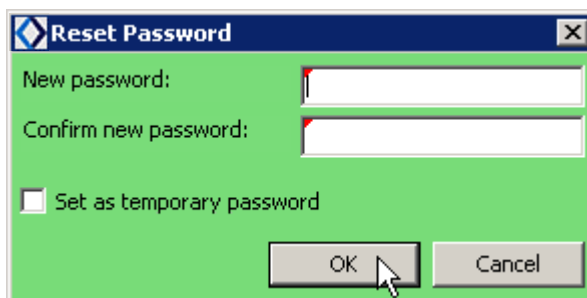 Reset Password
New password:
Confirm new password:
Set as temporary password
OK Cancel